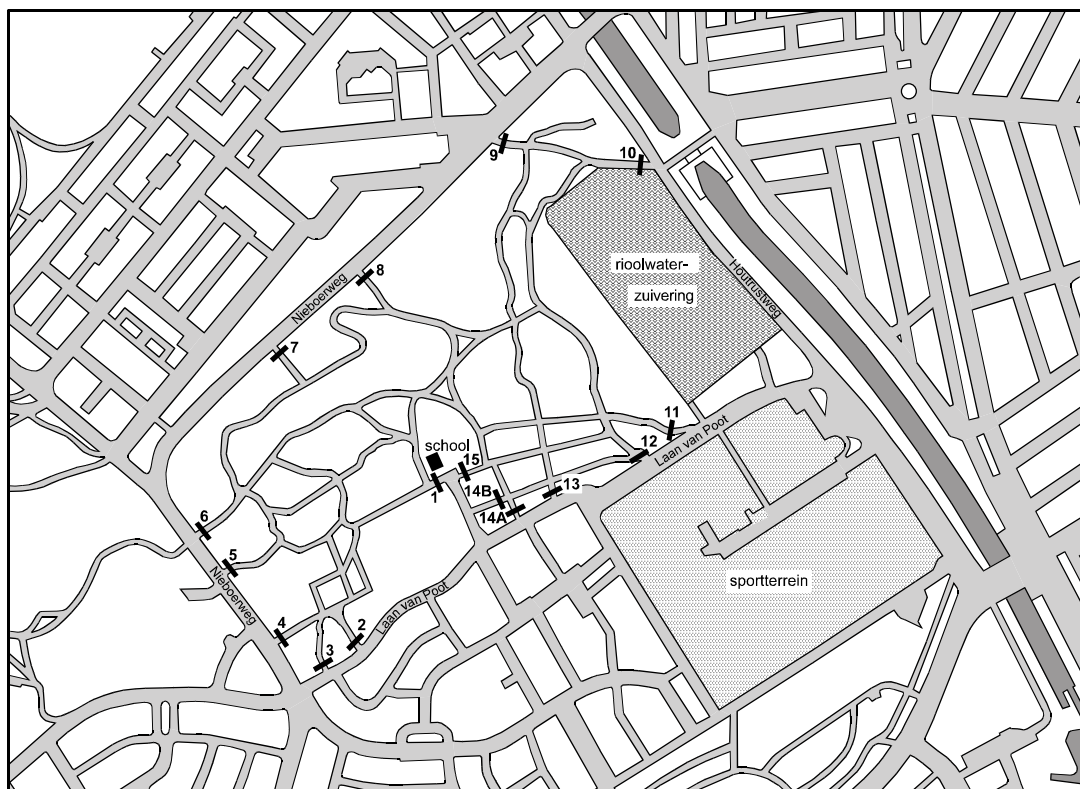 9
10
rioolwater-
zuivering
Houtrustweg
8
Nieboerweg
7
11
Laan van Poot
12
school
15
1
14B
13
14A
6
5
Nieboerweg
sportterrein
Laan van Poot
4
2
3